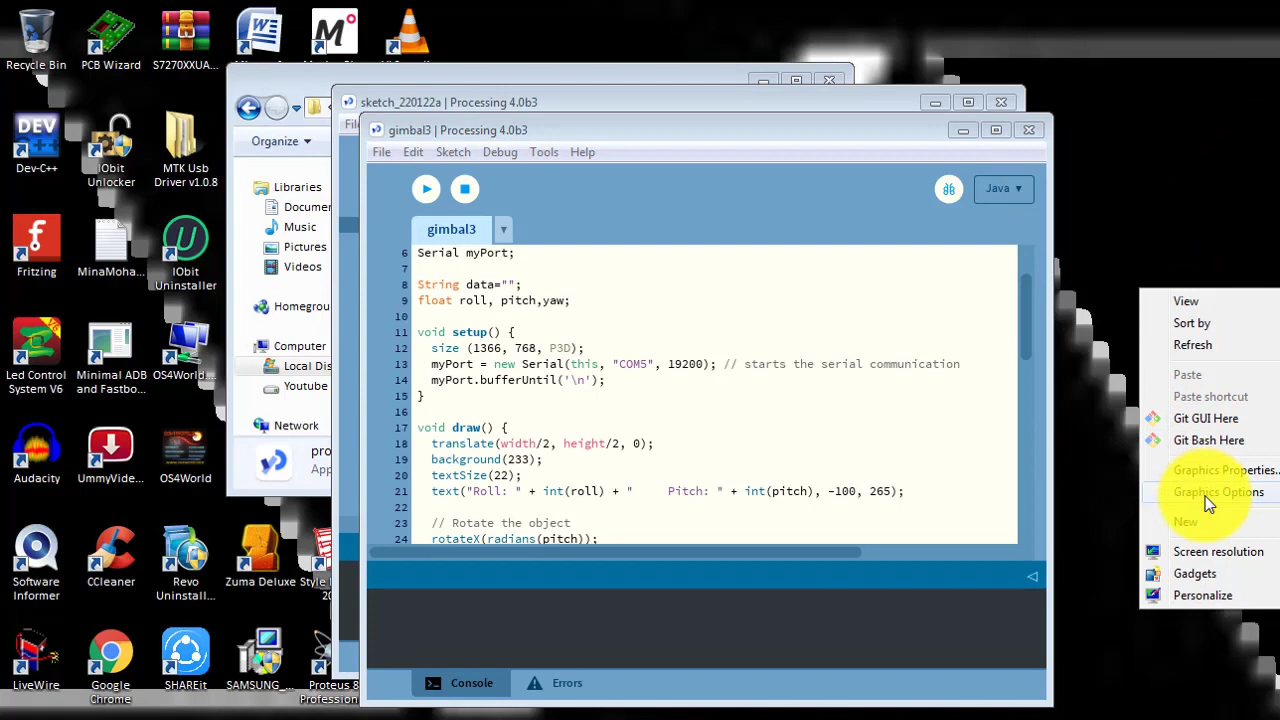 Recycle Bin
PCB Wizard
S7270XXUA...
Dev-C++
IObit
Unlocker
MTK Usb
Driver v1.0.8
Fritzing
MinaMoha...
IObit
Uninstaller
Led Control
System V6
Minimal ADB
and Fastbo...
OS4World...
Audacity
UmmyVide...
OS4World
Software
Informer
CCleaner
Revo
Uninstall...
Zuma Deluxe
LiveWire
Google
Chrome
SHAREit
SAMSUNG_...
Proteus 8
Profession...
Organize
Libraries
Documen
Music
Pictures
Videos
Homegrou
Computer
Local Dis
Youtube
Network
pro
App
sketch_220122a | Processing 4.0b3
gimbal3 | Processing 4.0b3
File Edit Sketch Debug Tools Help
Java
gimbal3
6 Serial myPort;
7
8 String data="";
9 float roll, pitch,yaw;
10
11 void setup() {
12 size (1366, 768, P3D);
13 myPort = new Serial(this, "COM5", 19200); // starts the serial communication
14 myPort.bufferUntil('\n');
15 }
16
17 void draw() {
18 translate(width/2, height/2, 0);
19 background(233);
20 textSize(22);
21 text("Roll: " + int(roll) + "     Pitch: " + int(pitch), -100, 265);
22
23 // Rotate the object
24 rotateX(radians(pitch));
Console Errors
View
Sort by
Refresh
Paste
Paste shortcut
Git GUI Here
Git Bash Here
Graphics Properties...
Graphics Options
New
Screen resolution
Gadgets
Personalize